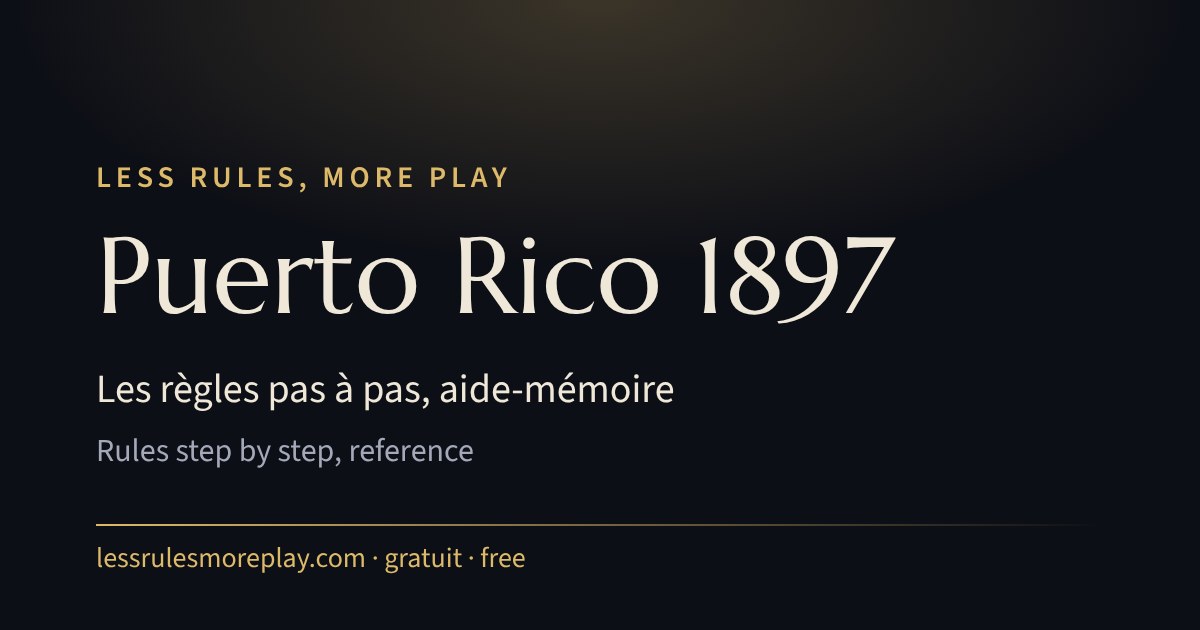 LESS RULES, MORE PLAY
Puerto Rico 1897
Les règles pas à pas, aide-mémoire
Rules step by step, reference
lessrulesmoreplay.com · gratuit · free